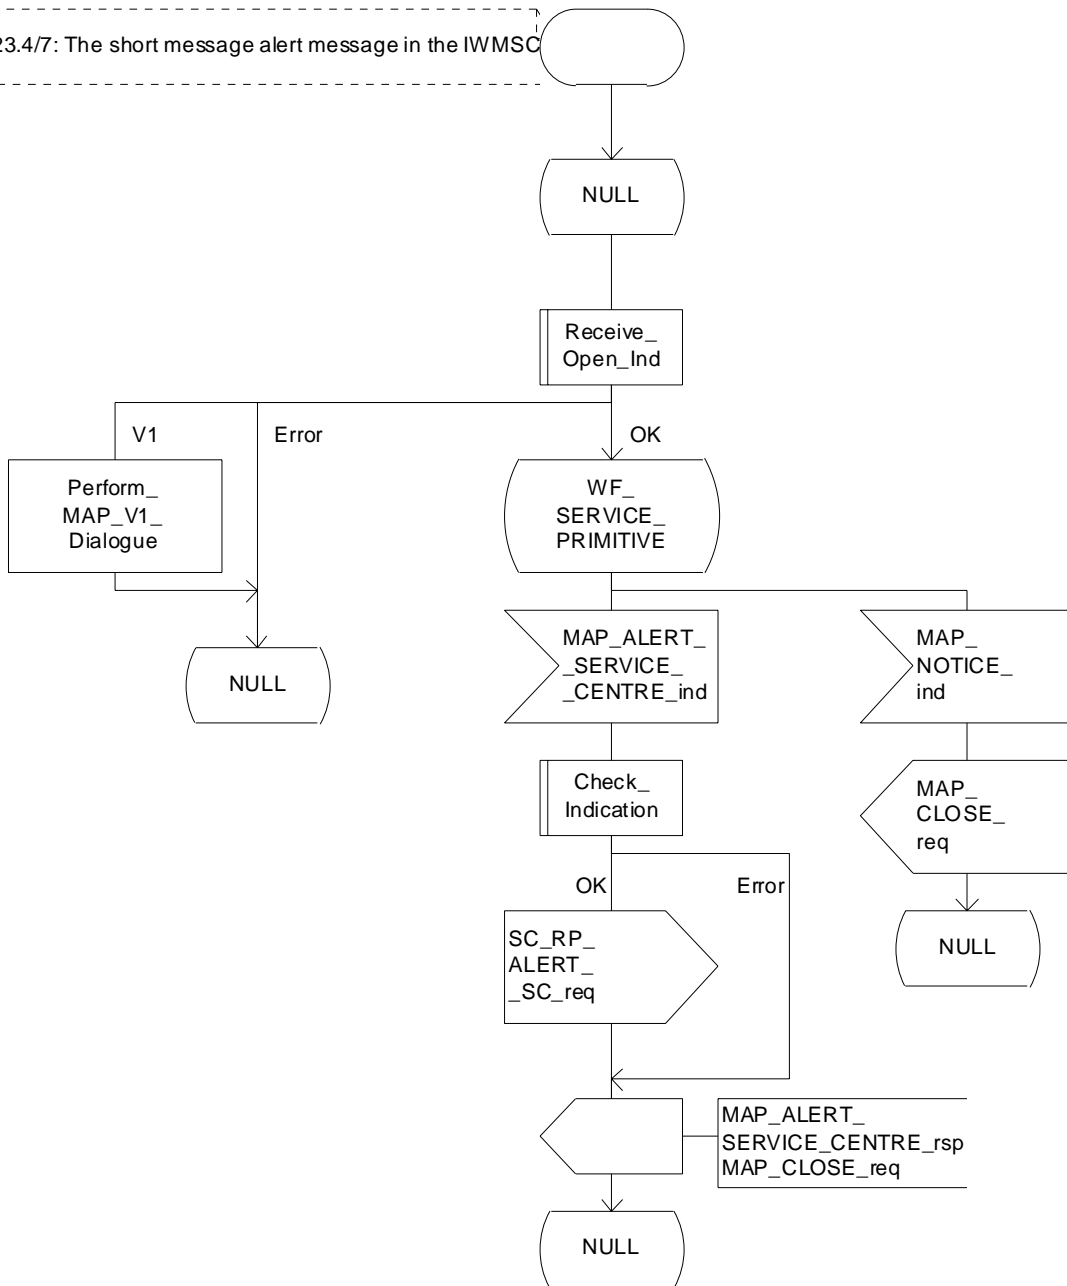 23.4/7: The short message alert message in the IWMSC
NULL
Receive_
Open_Ind
V1
Error
OK
Perform_
MAP_V1_
Dialogue
WF_
SERVICE_
PRIMITIVE
NULL
MAP_ALERT_
_SERVICE_
_CENTRE_ind
MAP_
NOTICE_
ind
Check_
Indication
MAP_
CLOSE_
req
OK
Error
SC_RP_
ALERT_
_SC_req
NULL
MAP_ALERT_
SERVICE_CENTRE_rsp
MAP_CLOSE_req
NULL